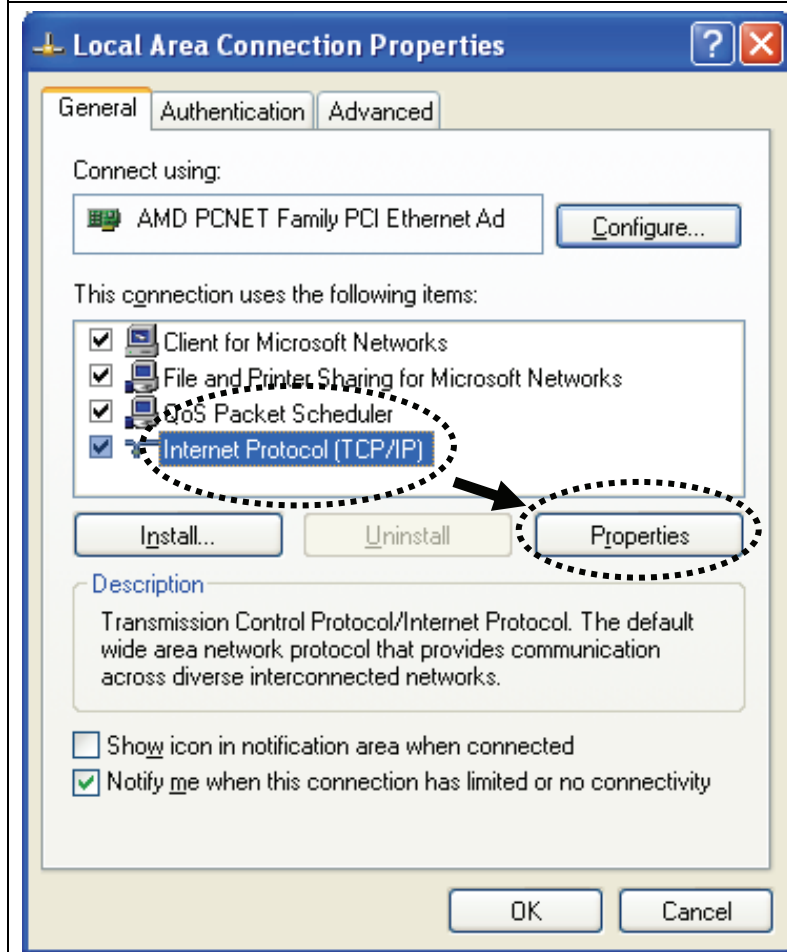 Local Area Connection Properties
General Authentication Advanced
Connect using:
AMD PCNET Family PCI Ethernet Ad Configure...
This connection uses the following items:
Client for Microsoft Networks
File and Printer Sharing for Microsoft Networks
QoS Packet Scheduler
Internet Protocol (TCP/IP)
Install... Uninstall Properties
Description
Transmission Control Protocol/Internet Protocol. The default
wide area network protocol that provides communication
across diverse interconnected networks.
Show icon in notification area when connected
Notify me when this connection has limited or no connectivity
OK Cancel